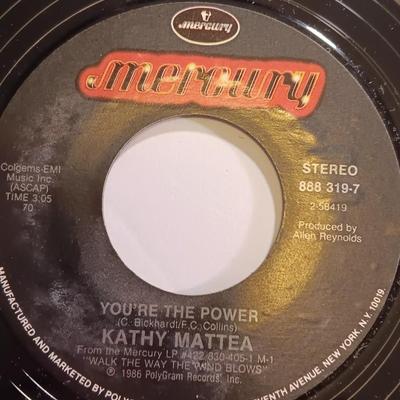 mercury
mercury
Colgems-EMI
Music Inc.
(ASCAP)
TIME 3:05
70
STEREO
888 319-7
2-58419
Produced by
Allen Reynolds
YOU'RE THE POWER
(C. Bickhardt/F.C. Collins)
KATHY MATTEA
From the Mercury LP #422-830-405-1 M-1
"WALK THE WAY THE WIND BLOWS"
℗ 1986 PolyGram Records, Inc.
MANUFACTURED AND MARKETED BY
SEVENTH AVENUE, NEW YORK, N.Y. 10019.